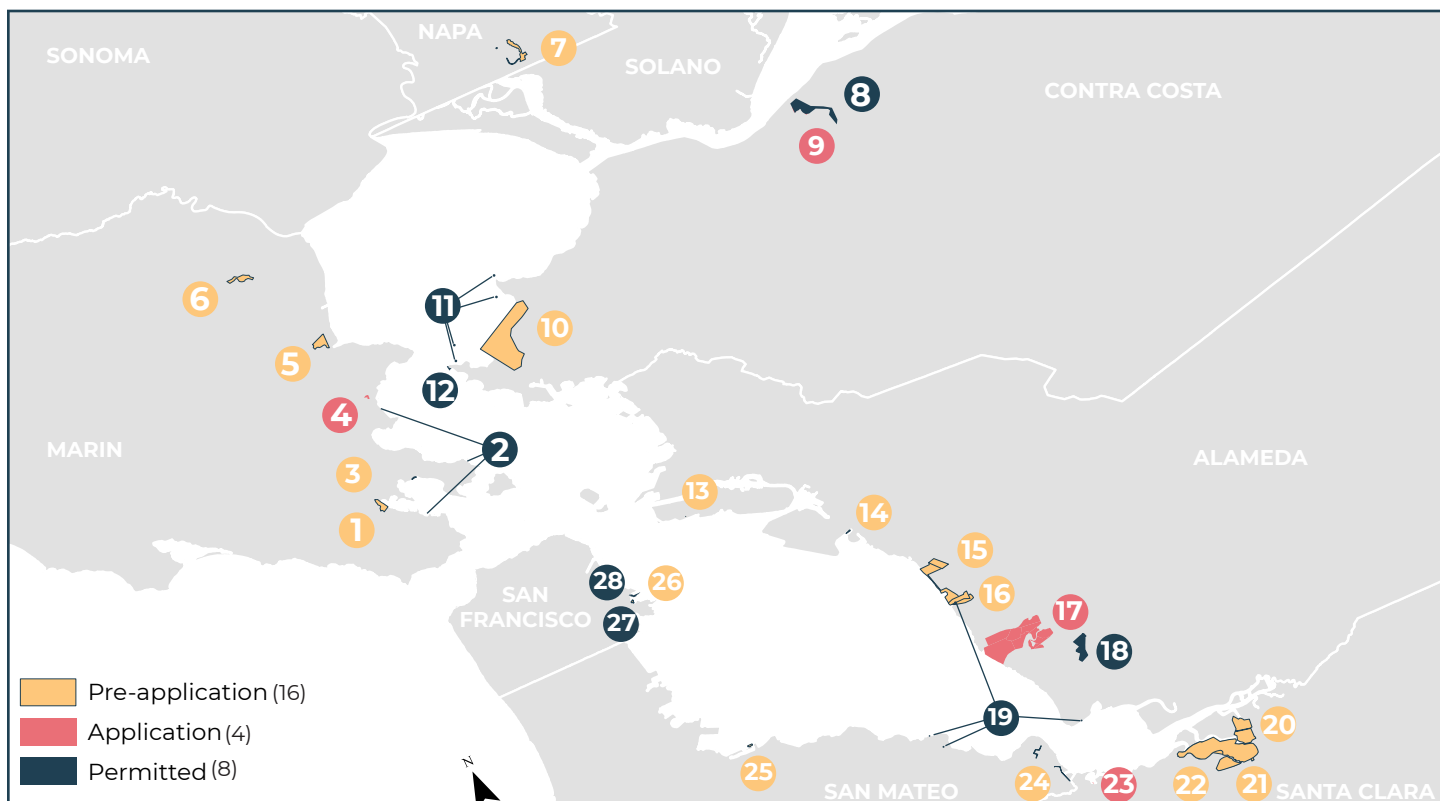 NAPA
SONOMA
7
SOLANO
CONTRA COSTA
8
9
6
11
10
5
12
4
MARIN
2
ALAMEDA
3
13
1
14
15
28
26
16
SAN
FRANCISCO
17
27
18
Pre-application (16)
19
20
Application (4)
Permitted (8)
N
25
24
23
22
21
SAN MATEO
SANTA CLARA